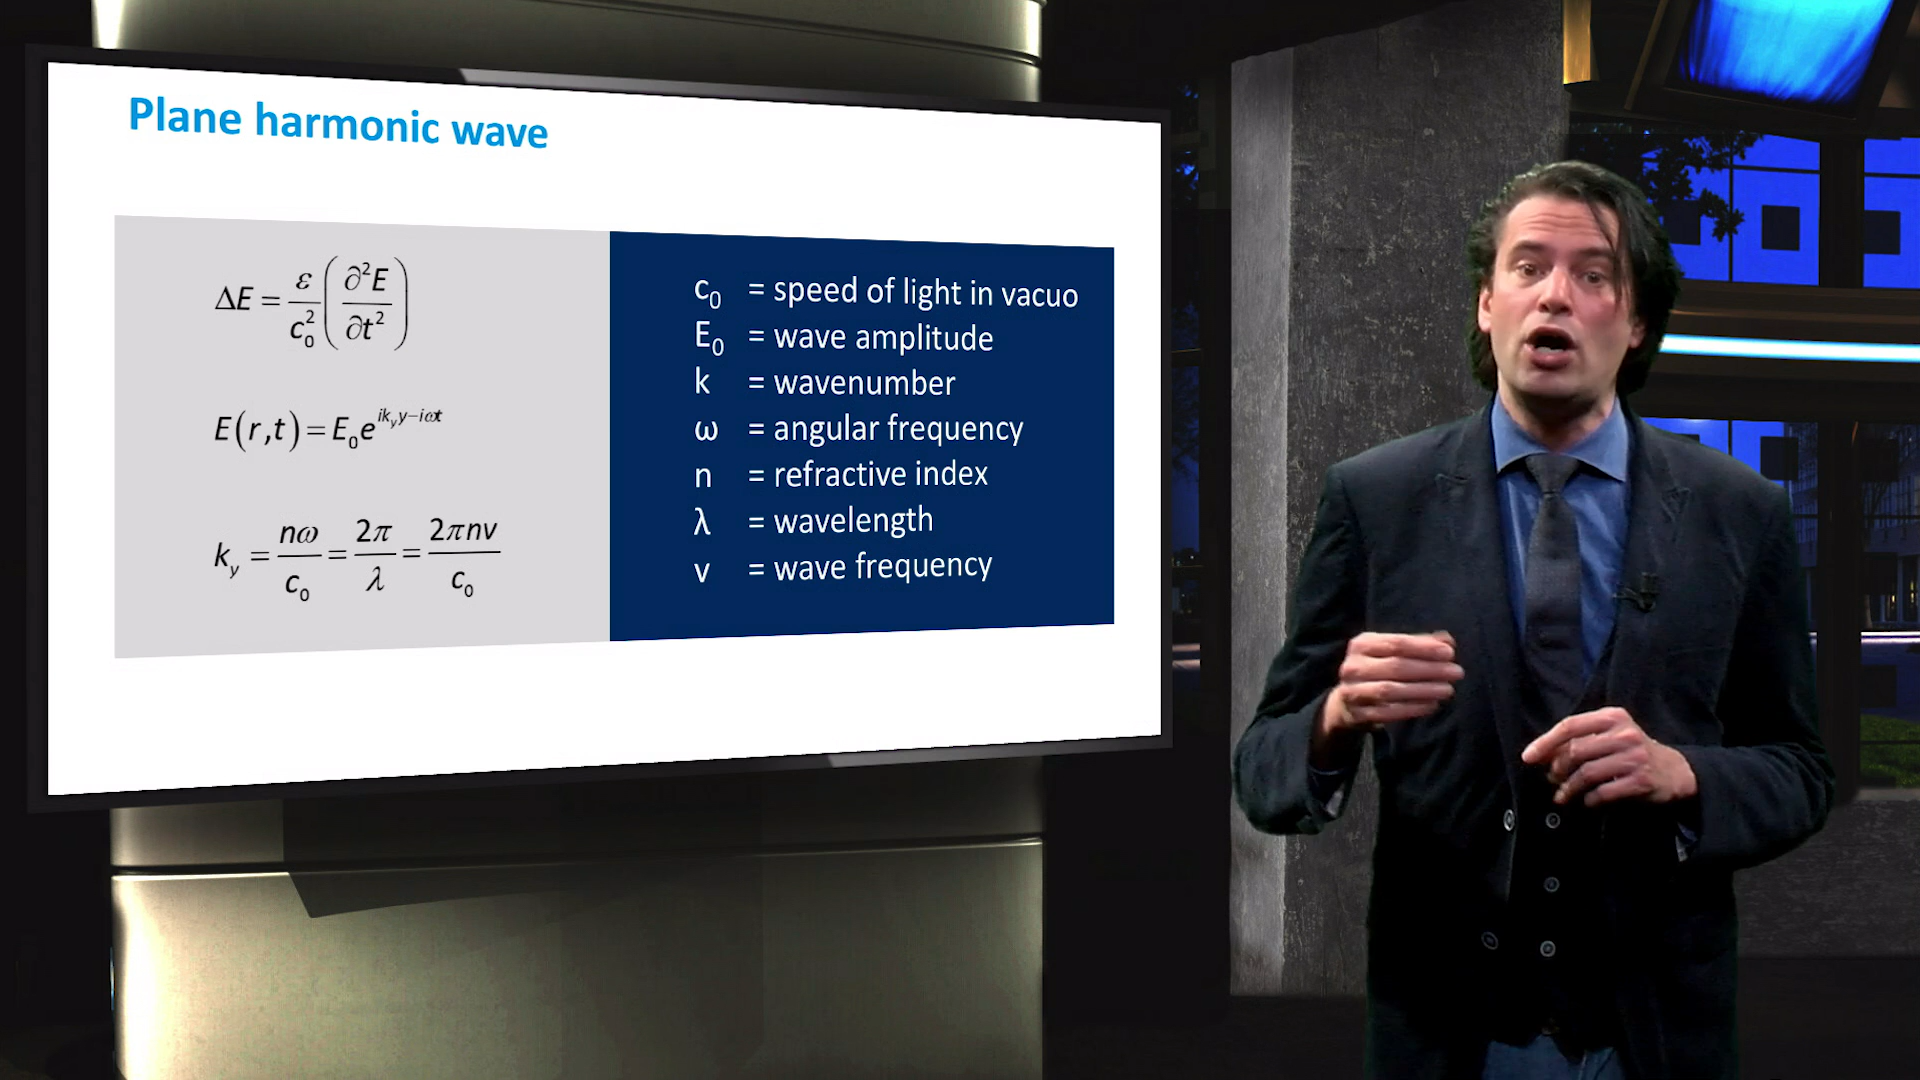 Plane harmonic wave
ΔE = ε/c₀² (∂²E/∂t²)
E(r,t) = E₀e^{ik_y y−iωt}
k_y = nω/c₀ = 2π/λ = 2πnν/c₀
c₀ = speed of light in vacuo
E₀ = wave amplitude
k = wavenumber
ω = angular frequency
n = refractive index
λ = wavelength
ν = wave frequency